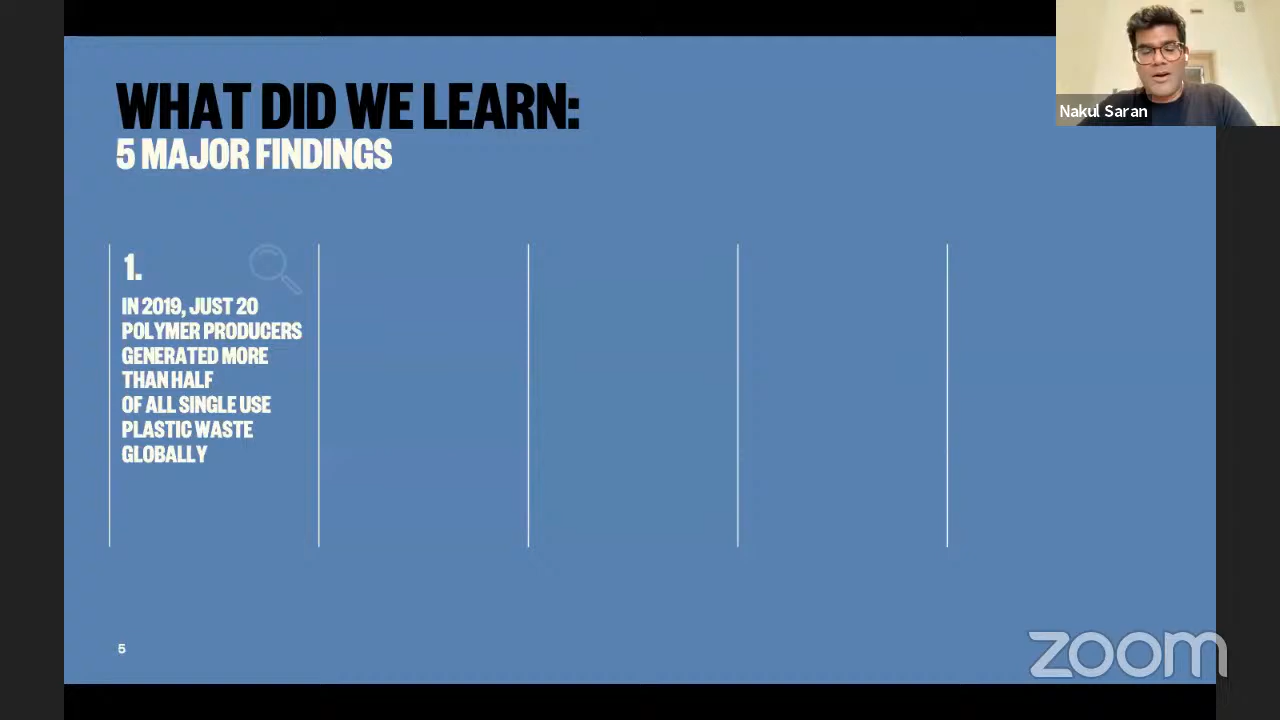 WHAT DID WE LEARN:
5 MAJOR FINDINGS
Nakul Saran
1.
IN 2019, JUST 20
POLYMER PRODUCERS
GENERATED MORE
THAN HALF
OF ALL SINGLE USE
PLASTIC WASTE
GLOBALLY
5
zoom